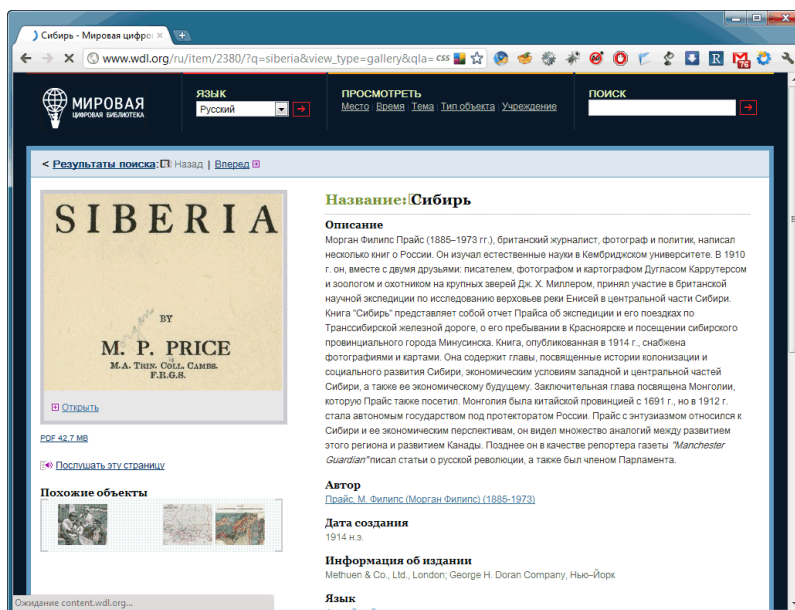 Сибирь - Мировая цифрог
www.wdl.org/ru/item/2380/?q=siberia&view_type=gallery&qla= css
76
МИРОВАЯ
ЦИФРОВАЯ БИБЛИОТЕКА
ЯЗЫК
Русский
ПРОСМОТРЕТЬ
Место Время Тема Тип объекта Учреждение
ПОИСК
< Результаты поиска: Назад | Вперед
SIBERIA
BY
M. P. PRICE
M.A. TRIN. COLL. CAMBS.
F.R.G.S.
Открыть
PDF 42.7 MB
Послушать эту страницу
Похожие объекты
Название: Сибирь
Описание
Морган Филипс Прайс (1885–1973 гг.), британский журналист, фотограф и политик, написал
несколько книг о России. Он изучал естественные науки в Кембриджском университете. В 1910
г. он, вместе с двумя друзьями: писателем, фотографом и картографом Дугласом Каррутерсом
и зоологом и охотником на крупных зверей Дж. Х. Миллером, принял участие в британской
научной экспедиции по исследованию верховьев реки Енисей в центральной части Сибири.
Книга "Сибирь" представляет собой отчет Прайса об экспедиции и его поездках по
Транссибирской железной дороге, о его пребывании в Красноярске и посещении сибирского
провинциального города Минусинска. Книга, опубликованная в 1914 г., снабжена
фотографиями и картами. Она содержит главы, посвященные истории колонизации и
социального развития Сибири, экономическим условиям западной и центральной частей
Сибири, а также ее экономическому будущему. Заключительная глава посвящена Монголии,
которую Прайс также посетил. Монголия была китайской провинцией с 1691 г., но в 1912 г.
стала автономым государством под протекторатом России. Прайс с энтузиазмом относился к
Сибири и ее экономическим перспективам, он видел множество аналогий между развитием
этого региона и развитием Канады. Позднее он в качестве репортера газеты "Manchester
Guardian" писал статьи о русской революции, а также был членом Парламента.
Автор
Прайс, М. Филипс (Морган Филипс) (1885-1973)
Дата создания
1914 н.э.
Информация об издании
Methuen & Co., Ltd., London; George H. Doran Company, Нью–Йорк
Язык
Ожидание content.wdl.org...